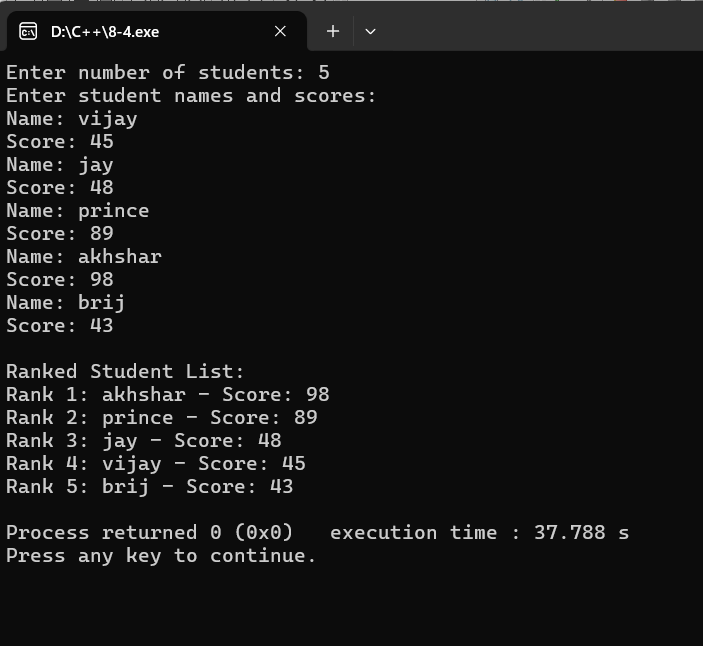 D:\C++\8-4.exe
Enter number of students: 5
Enter student names and scores:
Name: vijay
Score: 45
Name: jay
Score: 48
Name: prince
Score: 89
Name: akhshar
Score: 98
Name: brij
Score: 43
Ranked Student List:
Rank 1: akhshar - Score: 98
Rank 2: prince - Score: 89
Rank 3: jay - Score: 48
Rank 4: vijay - Score: 45
Rank 5: brij - Score: 43
Process returned 0 (0x0)   execution time : 37.788 s
Press any key to continue.